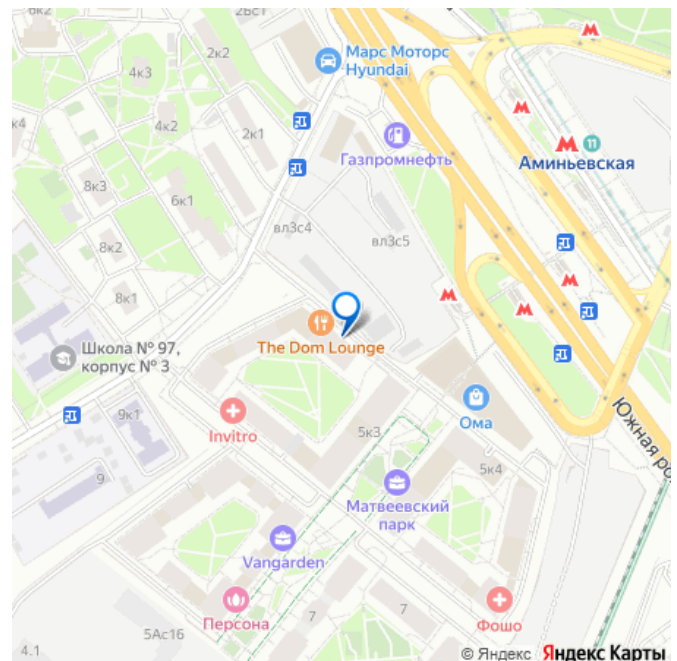 6к2
2Бс1
2к2
Марс Моторс
Hyundai
4к3
к4
4к2
2к1
Газпромнефть
11
Аминьевская
8к3
6к1
вл3с4
вл3с5
8к2
8к1
Школа № 97,
корпус № 3
The Dom Lounge
9к1
Invitro
5к3
Ома
Южная ро
5к4
9
Матвеевский
парк
Vangarden
Персона
7
7
Фошо
5Ас16
4.1
© Яндекс Яндекс Карты